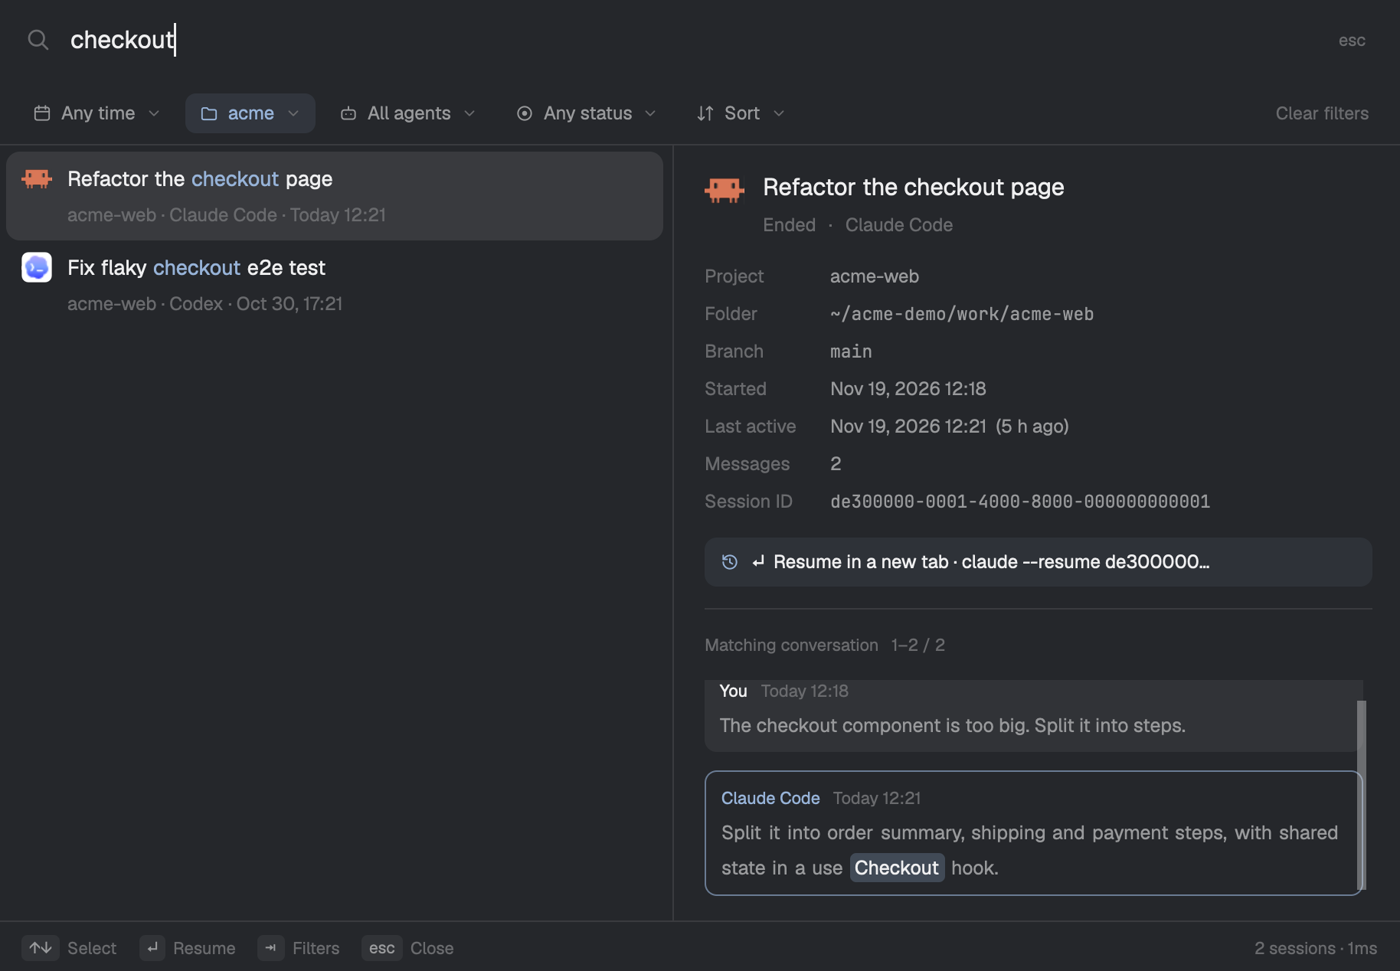 checkout
esc
Any time
acme
All agents
Any status
Sort
Clear filters
Refactor the checkout page
acme-web · Claude Code · Today 12:21
Fix flaky checkout e2e test
acme-web · Codex · Oct 30, 17:21
Refactor the checkout page
Ended · Claude Code
Project acme-web
Folder ~/acme-demo/work/acme-web
Branch main
Started Nov 19, 2026 12:18
Last active Nov 19, 2026 12:21 (5 h ago)
Messages 2
Session ID de300000-0001-4000-8000-000000000001
↵ Resume in a new tab · claude --resume de300000…
Matching conversation 1–2 / 2
You Today 12:18
The checkout component is too big. Split it into steps.
Claude Code Today 12:21
Split it into order summary, shipping and payment steps, with shared
state in a use Checkout hook.
↑↓ Select ↵ Resume ⇥ Filters esc Close
2 sessions · 1ms